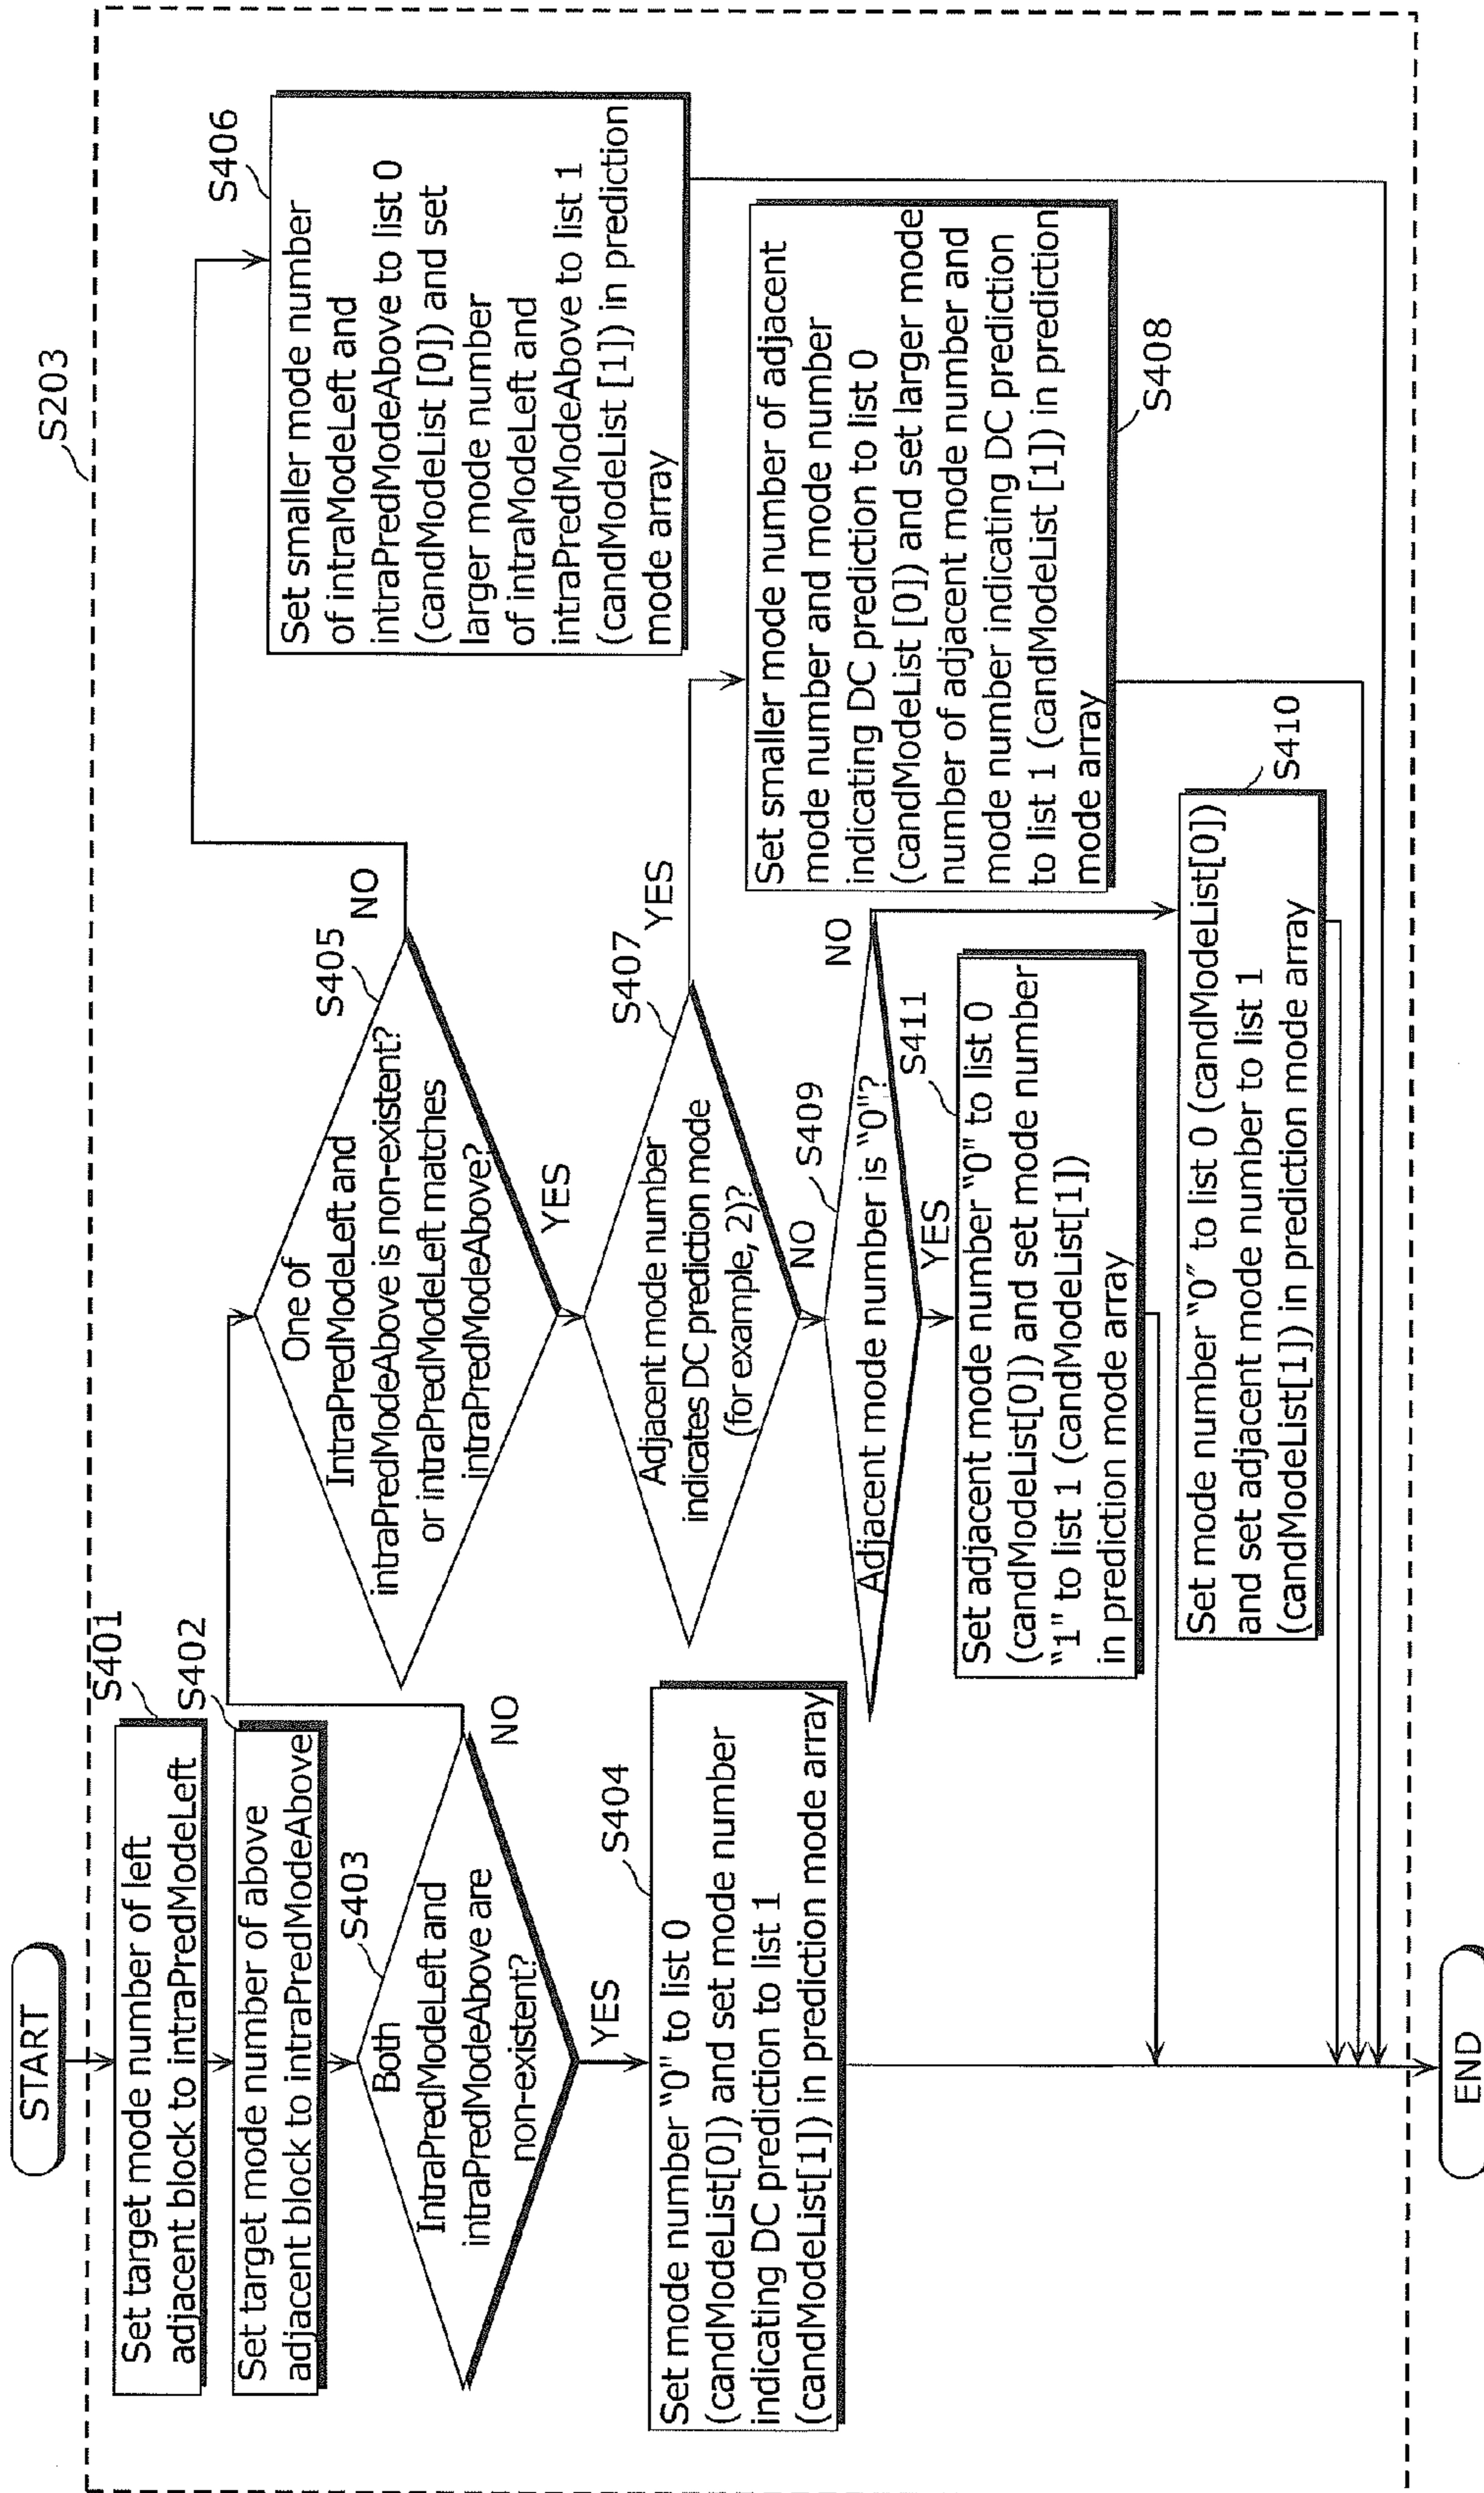 S203
START
Set target mode number of left
adjacent block to intraPredModeLeft
S401
Set target mode number of above
adjacent block to intraPredModeAbove
S402
Both
IntraPredModeLeft and
intraPredModeAbove are
non-existent?
S403
NO
YES
Set mode number "0" to list 0
(candModeList[0]) and set mode number
indicating DC prediction to list 1
(candModeList[1]) in prediction mode array
S404
One of
IntraPredModeLeft and
intraPredModeAbove is non-existent?
or intraPredModeLeft matches
intraPredModeAbove?
S405
NO
YES
Set smaller mode number
of intraModeLeft and
intraPredModeAbove to list 0
(candModeList [0]) and set
larger mode number
of intraModeLeft and
intraPredModeAbove to list 1
(candModeList [1]) in prediction
mode array
S406
Adjacent mode number
indicates DC prediction mode
(for example, 2)?
S407
YES
NO
Set smaller mode number of adjacent
mode number and mode number
indicating DC prediction to list 0
(candModeList [0]) and set larger mode
number of adjacent mode number and
mode number indicating DC prediction
to list 1 (candModeList [1]) in prediction
mode array
S408
Adjacent mode number is "0"?
S409
NO
YES
Set adjacent mode number "0" to list 0
(candModeList[0]) and set mode number
"1" to list 1 (candModeList[1])
in prediction mode array
S411
Set mode number "0" to list 0 (candModeList[0])
and set adjacent mode number to list 1
(candModeList[1]) in prediction mode array
S410
END